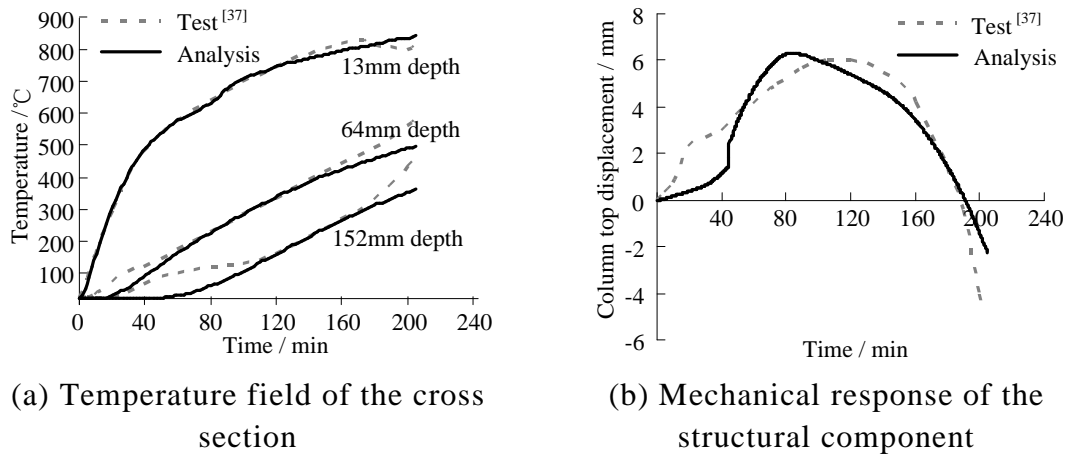 Temperature /℃
900
800
700
600
500
400
300
200
100
0
40
80
120
160
200
240
Time / min
Test [37]
Analysis
13mm depth
64mm depth
152mm depth
(a) Temperature field of the cross
section
Column top displacement / mm
8
6
4
2
0
-2
-4
-6
0
40
80
120
160
200
240
Time / min
Test [37]
Analysis
(b) Mechanical response of the
structural component